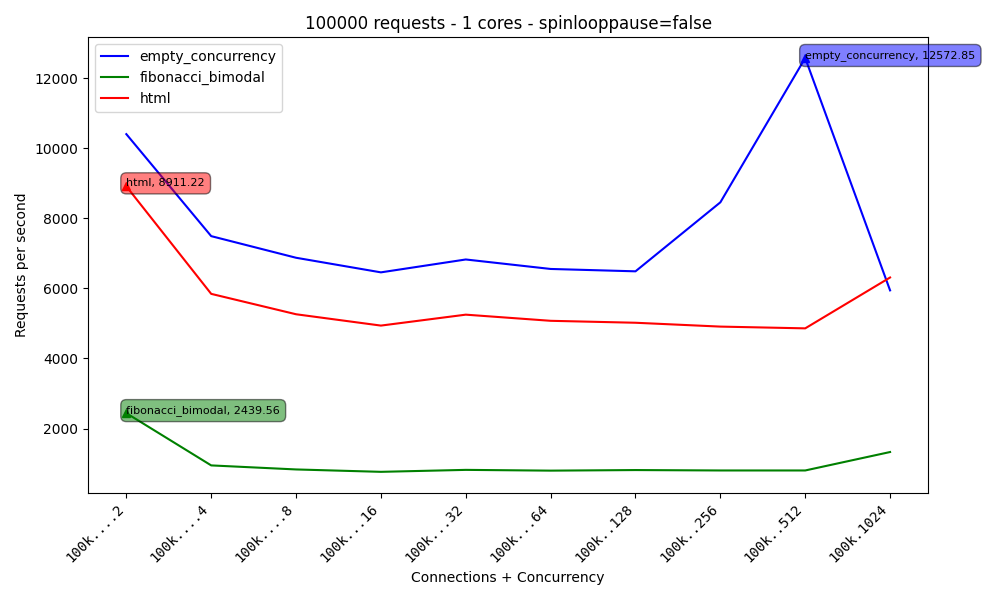 100000 requests - 1 cores - spinlooppause=false
empty_concurrency
fibonacci_bimodal
html
empty_concurrency, 12572.85
html, 8911.22
fibonacci_bimodal, 2439.56
Requests per second
12000
10000
8000
6000
4000
2000
100k....2
100k....4
100k....8
100k...16
100k...32
100k...64
100k..128
100k..256
100k..512
100k.1024
Connections + Concurrency